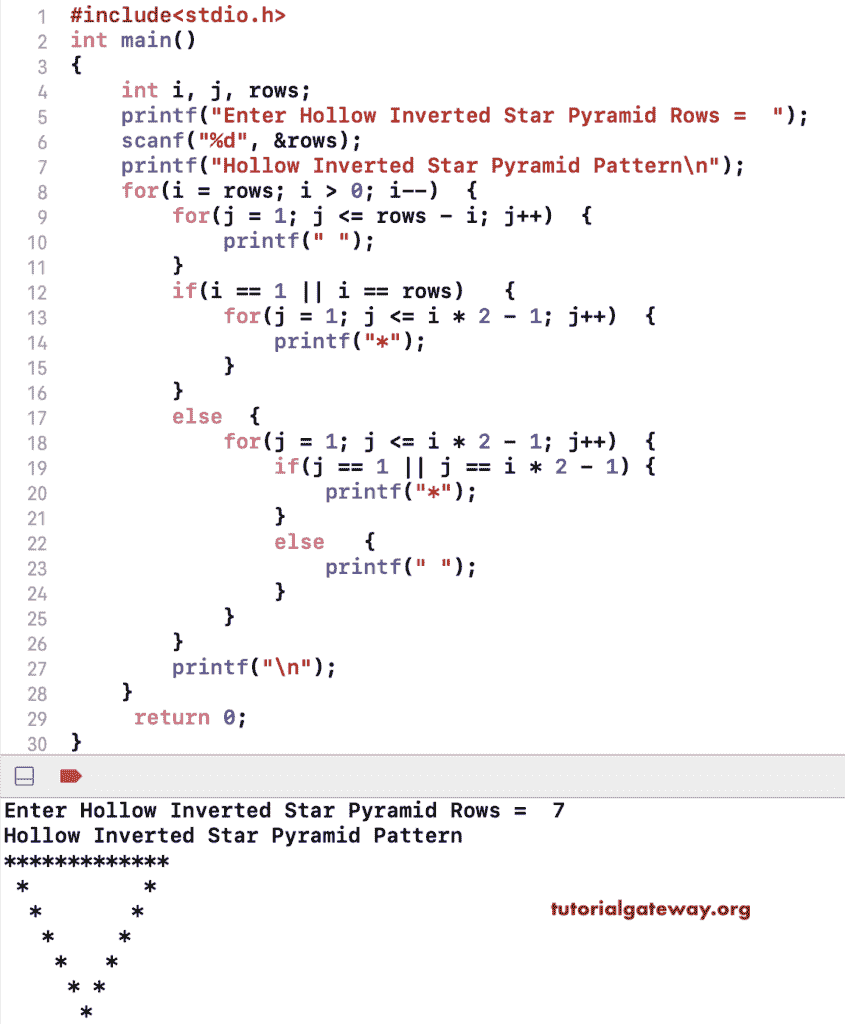 1 #include<stdio.h>
2 int main()
3 {
4     int i, j, rows;
5     printf("Enter Hollow Inverted Star Pyramid Rows =  ");
6     scanf("%d", &rows);
7     printf("Hollow Inverted Star Pyramid Pattern\n");
8     for(i = rows; i > 0; i--)  {
9         for(j = 1; j <= rows - i; j++)  {
10             printf(" ");
11         }
12         if(i == 1 || i == rows)   {
13             for(j = 1; j <= i * 2 - 1; j++)  {
14                 printf("*");
15             }
16         }
17         else  {
18             for(j = 1; j <= i * 2 - 1; j++)  {
19                 if(j == 1 || j == i * 2 - 1) {
20                     printf("*");
21                 }
22                 else   {
23                     printf(" ");
24                 }
25             }
26         }
27         printf("\n");
28     }
29      return 0;
30 }
Enter Hollow Inverted Star Pyramid Rows =  7
Hollow Inverted Star Pyramid Pattern
*************
 *         *
  *       *
   *     *
    *   *
     * *
      *
tutorialgateway.org